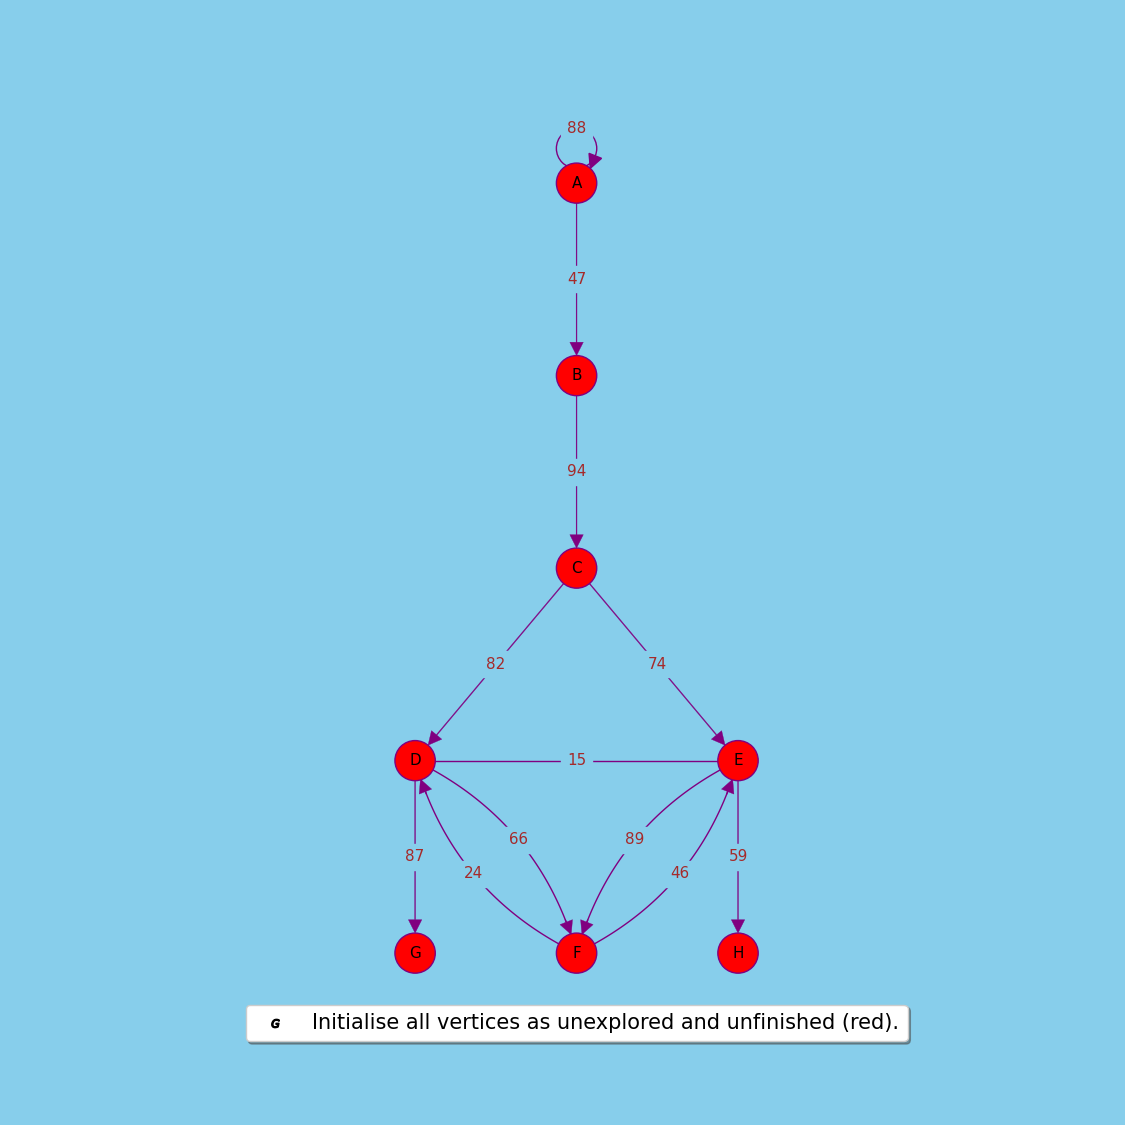 88
A
47
B
94
C
82 74
D 15 E
66 89
87 24 46 59
G F H
G Initialise all vertices as unexplored and unfinished (red).